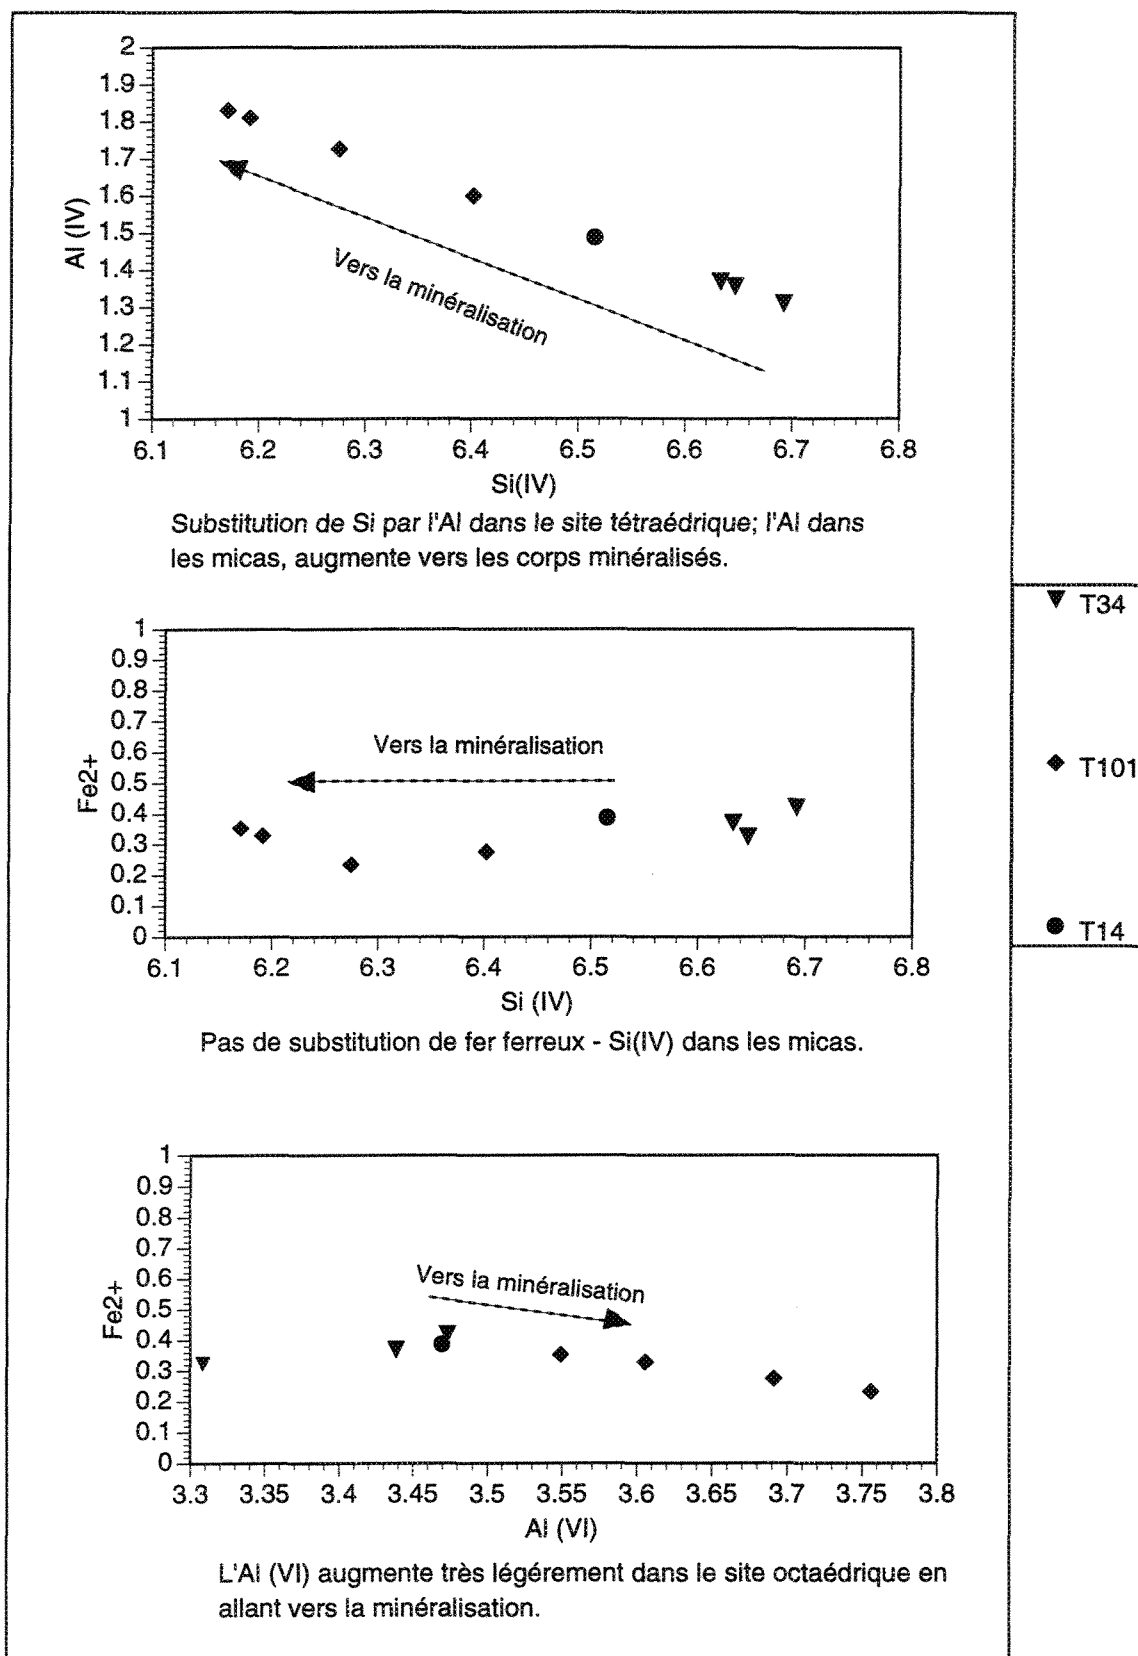 2
1.9
1.8
1.7
1.6
1.5
1.4
1.3
1.2
1.1
1
Al (IV)
Vers la minéralisation
6.1 6.2 6.3 6.4 6.5 6.6 6.7 6.8
Si(IV)
Substitution de Si par l'Al dans le site tétraédrique; l'Al dans
les micas, augmente vers les corps minéralisés.
T34
T101
T14
1
0.9
0.8
0.7
0.6
0.5
0.4
0.3
0.2
0.1
0
Fe2+
Vers la minéralisation
6.1 6.2 6.3 6.4 6.5 6.6 6.7 6.8
Si (IV)
Pas de substitution de fer ferreux - Si(IV) dans les micas.
1
0.9
0.8
0.7
0.6
0.5
0.4
0.3
0.2
0.1
0
Fe2+
Vers la minéralisation
3.3 3.35 3.4 3.45 3.5 3.55 3.6 3.65 3.7 3.75 3.8
Al (VI)
L'Al (VI) augmente très légérement dans le site octaédrique en
allant vers la minéralisation.